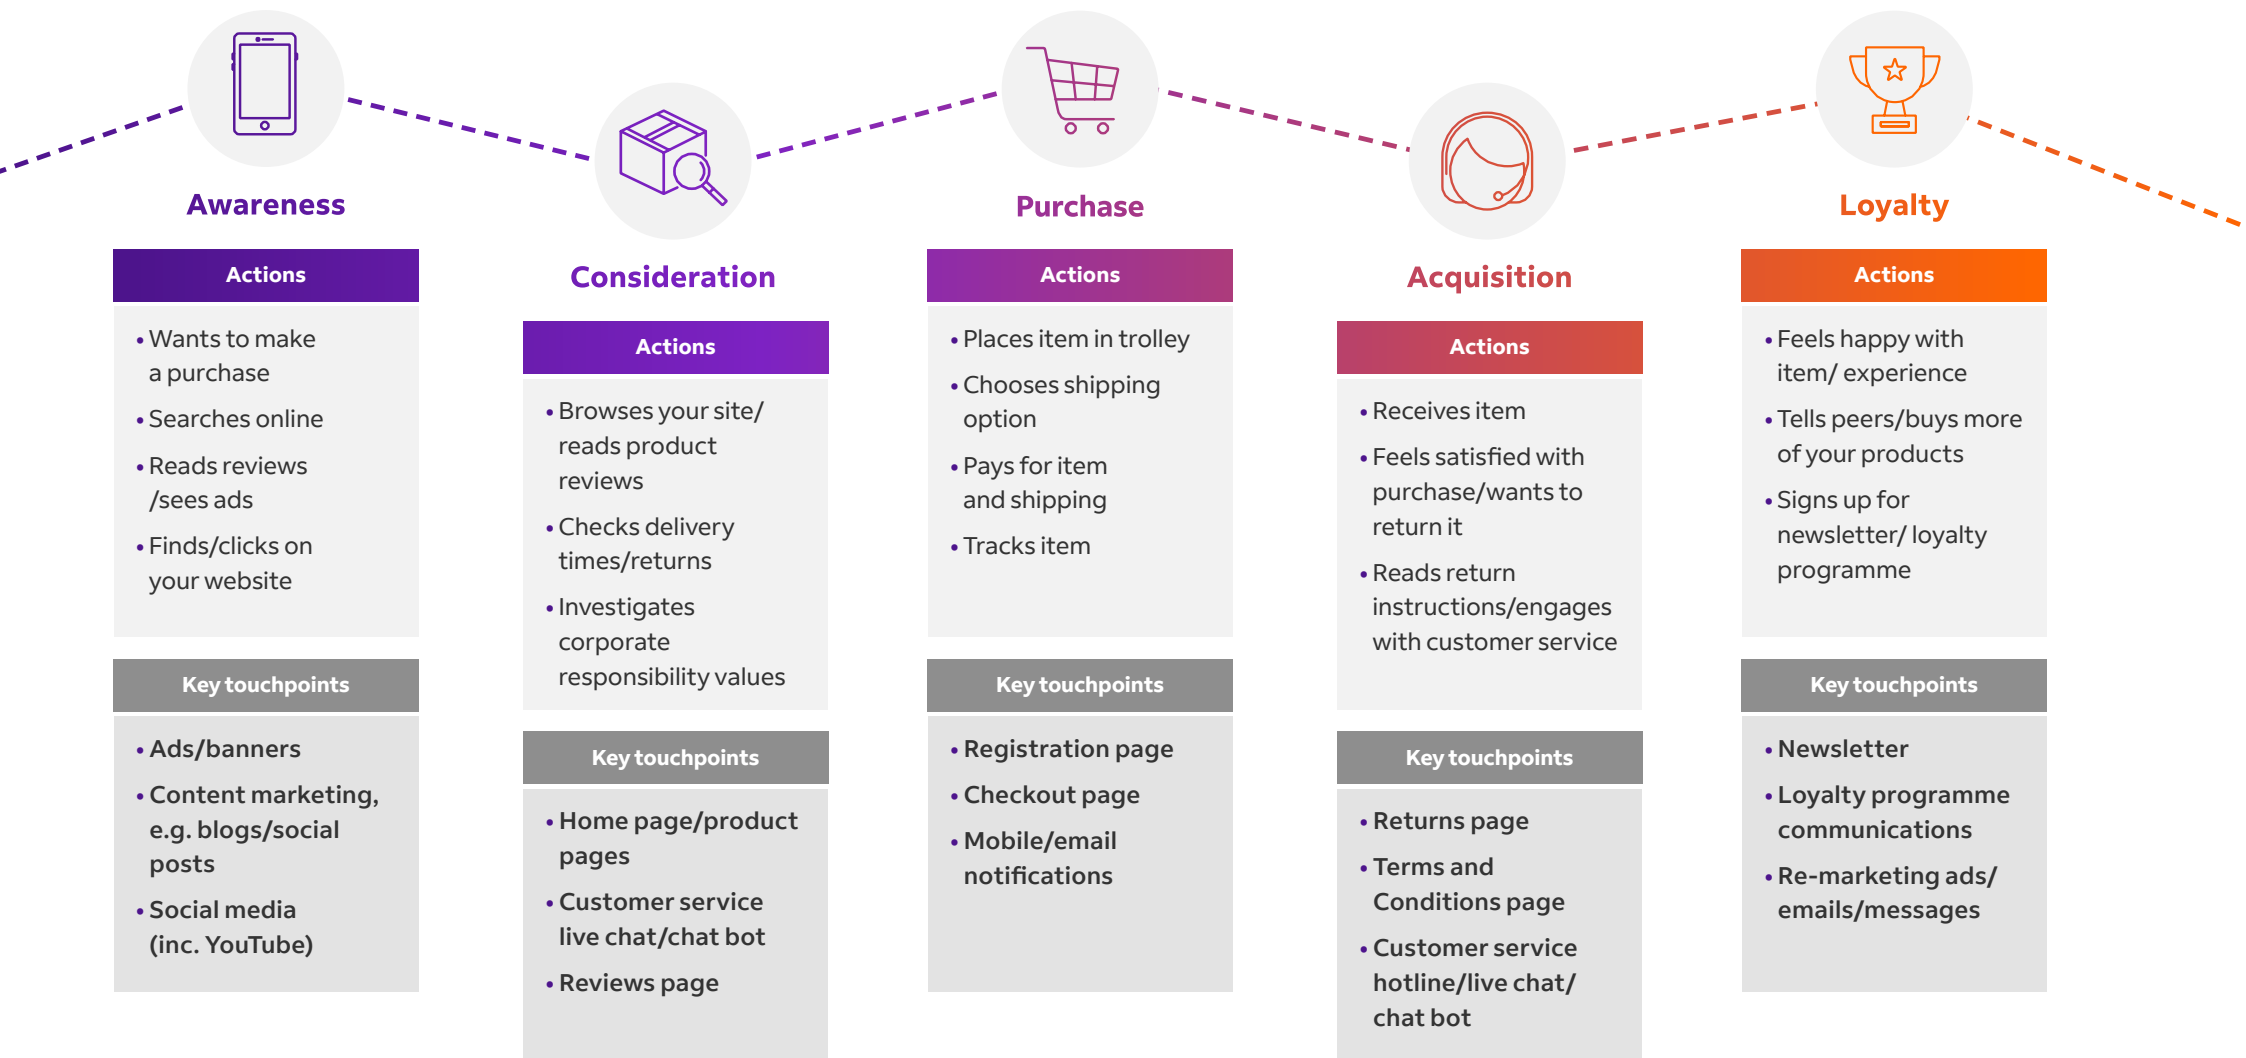 Awareness
Actions
• Wants to make
a purchase
• Searches online
• Reads reviews
/sees ads
• Finds/clicks on
your website
Key touchpoints
• Ads/banners
• Content marketing,
e.g. blogs/social
posts
• Social media
(inc. YouTube)
Consideration
Actions
• Browses your site/
reads product
reviews
• Checks delivery
times/returns
• Investigates
corporate
responsibility values
Key touchpoints
• Home page/product
pages
• Customer service
live chat/chat bot
• Reviews page
Purchase
Actions
• Places item in trolley
• Chooses shipping
option
• Pays for item
and shipping
• Tracks item
Key touchpoints
• Registration page
• Checkout page
• Mobile/email
notifications
Acquisition
Actions
• Receives item
• Feels satisfied with
purchase/wants to
return it
• Reads return
instructions/engages
with customer service
Key touchpoints
• Returns page
• Terms and
Conditions page
• Customer service
hotline/live chat/
chat bot
Loyalty
Actions
• Feels happy with
item/ experience
• Tells peers/buys more
of your products
• Signs up for
newsletter/ loyalty
programme
Key touchpoints
• Newsletter
• Loyalty programme
communications
• Re-marketing ads/
emails/messages